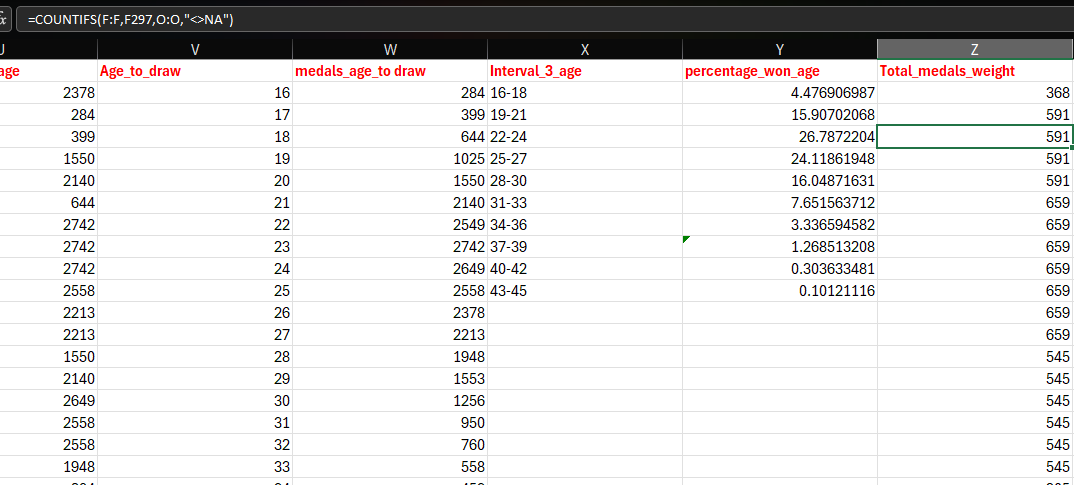 fx =COUNTIFS(F:F,F297,O:O,"<>NA")
V W X Y Z
age Age_to_draw medals_age_to draw Interval_3_age percentage_won_age Total_medals_weight
2378 16 284 16-18 4.476906987 368
284 17 399 19-21 15.90702068 591
399 18 644 22-24 26.7872204 591
1550 19 1025 25-27 24.11861948 591
2140 20 1550 28-30 16.04871631 591
644 21 2140 31-33 7.651563712 659
2742 22 2549 34-36 3.336594582 659
2742 23 2742 37-39 1.268513208 659
2742 24 2649 40-42 0.303633481 659
2558 25 2558 43-45 0.10121116 659
2213 26 2378 659
2213 27 2213 659
1550 28 1948 545
2140 29 1553 545
2649 30 1256 545
2558 31 950 545
2558 32 760 545
1948 33 558 545